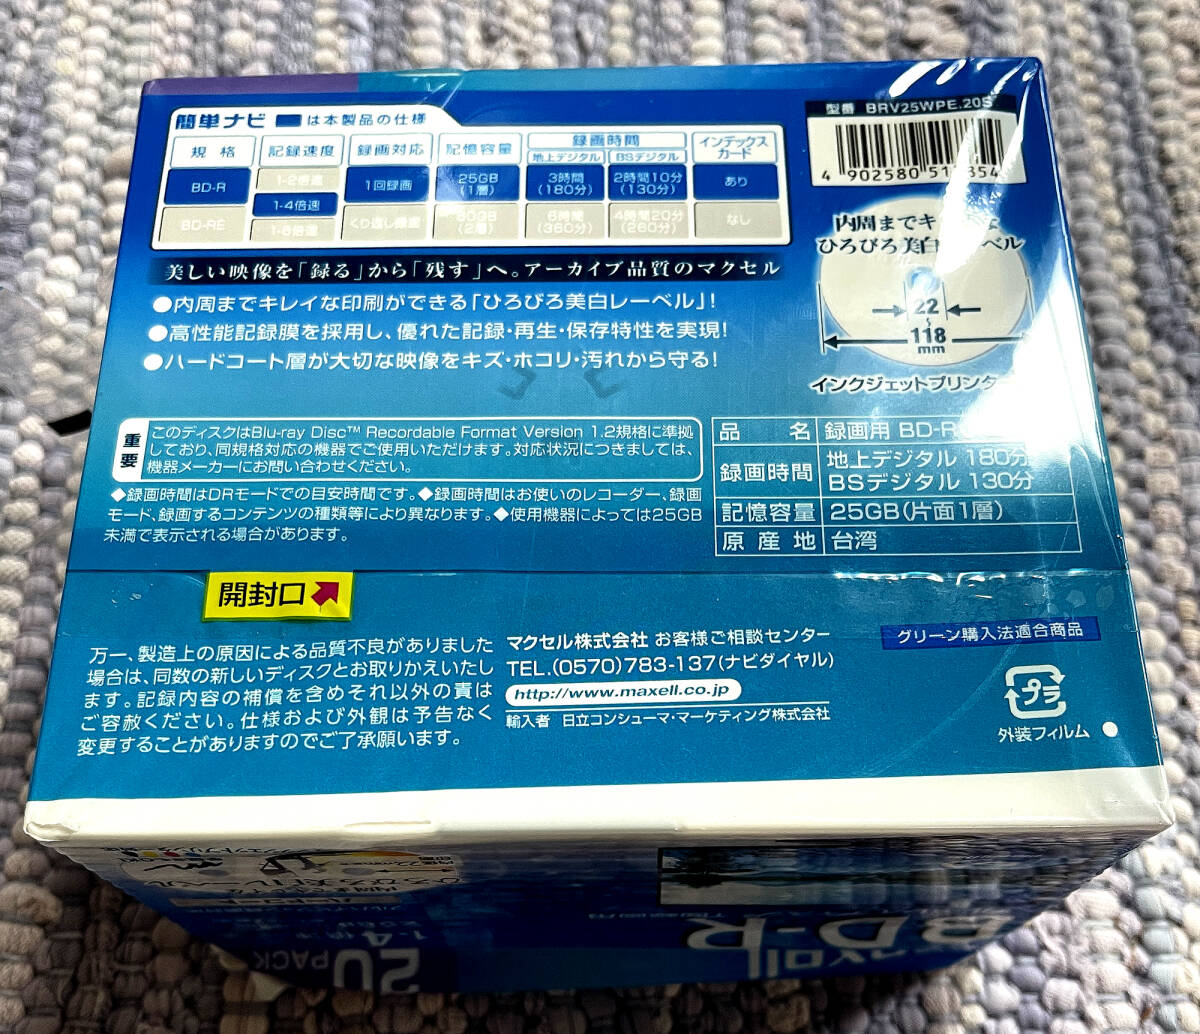 簡単ナビ は本製品の仕様
規格 記録速度 録画対応 記憶容量 録画時間 インデックスカード
地上デジタル BSデジタル
BD-R 1-2倍速 1回録画 25GB(1層) 3時間(180分) 2時間10分(130分) あり
1-4倍速
BD-RE 1-6倍速 くり返し録画 50GB(2層) 6時間(360分) 4時間20分(260分) なし
型番 BRV25WPE.20S
4 902580 51
内周までキ
ひろびろ美白 ーベル
22
118
mm
インクジェットプリンター
美しい映像を「録る」から「残す」へ。アーカイブ品質のマクセル
●内周までキレイな印刷ができる「ひろびろ美白レーベル」!
●高性能記録膜を採用し、優れた記録・再生・保存特性を実現!
●ハードコート層が大切な映像をキズ・ホコリ・汚れから守る!
重要
このディスクはBlu-ray Disc™ Recordable Format Version 1.2規格に準拠
しており、同規格対応の機器でご使用いただけます。対応状況につきましては、
機器メーカーにお問い合わせください。
◆録画時間はDRモードでの目安時間です。◆録画時間はお使いのレコーダー、録画
モード、録画するコンテンツの種類等により異なります。◆使用機器によっては25GB
未満で表示される場合があります。
品名 録画用 BD-R
録画時間 地上デジタル 180分
BSデジタル 130分
記憶容量 25GB(片面1層)
原産地 台湾
開封口
万一、製造上の原因による品質不良がありました
場合は、同数の新しいディスクとお取りかえいたし
ます。記録内容の補償を含めそれ以外の責は
ご容赦ください。仕様および外観は予告なく
変更することがありますのでご了承願います。
マクセル株式会社 お客様ご相談センター
TEL.(0570)783-137(ナビダイヤル)
http://www.maxell.co.jp
輸入者 日立コンシューマ・マーケティング株式会社
グリーン購入法適合商品
プラ
外装フィルム
maxell
BD-R
20 PACK